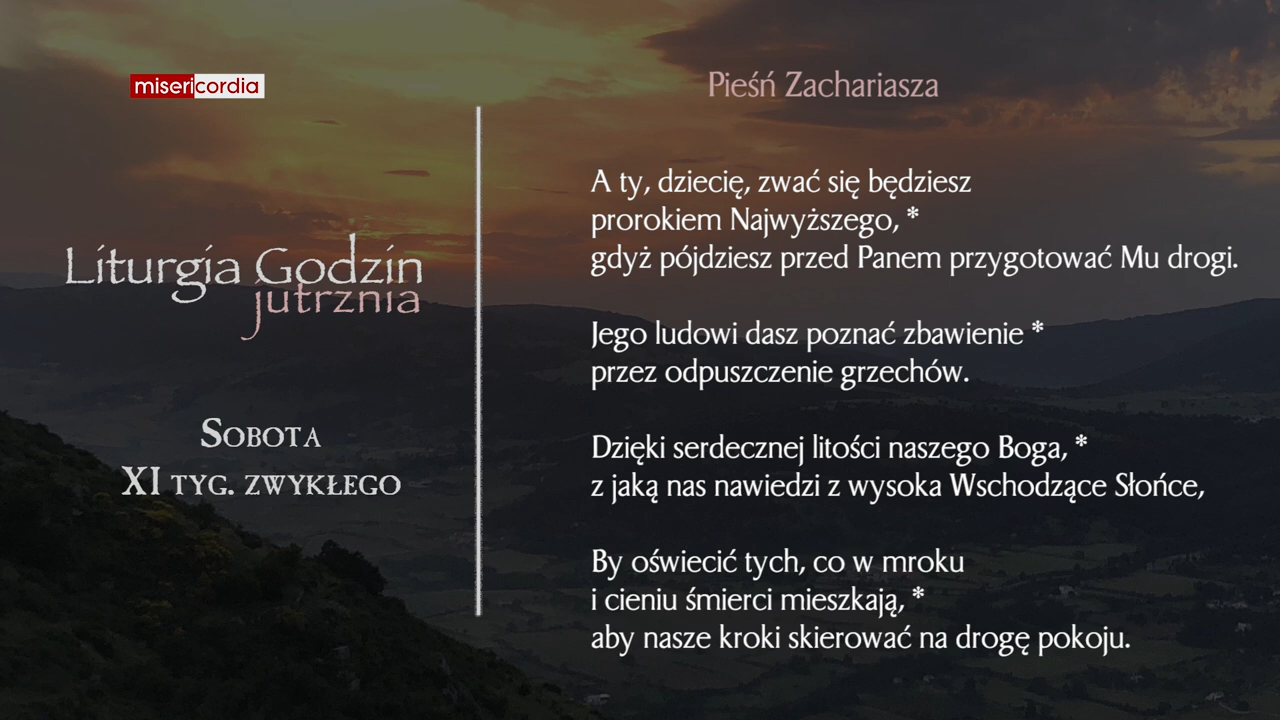 misericordia
Liturgia Godzin
jutrznia
Sobota
XI tyg. zwykłego
Pieśń Zachariasza
A ty, dziecię, zwać się będziesz
prorokiem Najwyższego, *
gdyż pójdziesz przed Panem przygotować Mu drogi.
Jego ludowi dasz poznać zbawienie *
przez odpuszczenie grzechów.
Dzięki serdecznej litości naszego Boga, *
z jaką nas nawiedzi z wysoka Wschodzące Słońce,
By oświecić tych, co w mroku
i cieniu śmierci mieszkają, *
aby nasze kroki skierować na drogę pokoju.